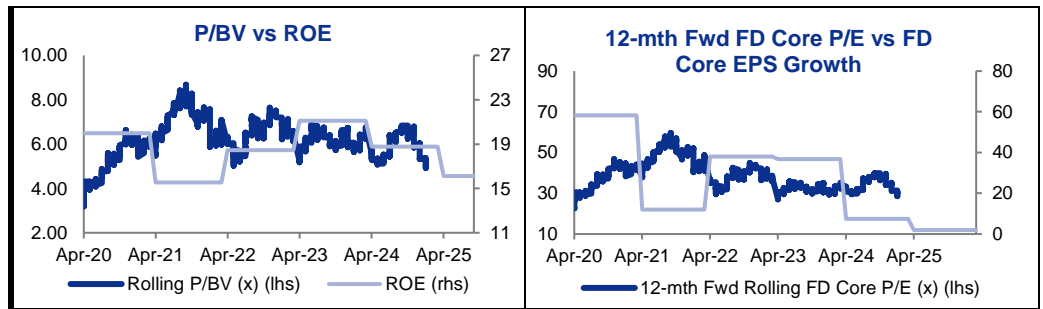 P/BV vs ROE
10.00
8.00
6.00
4.00
2.00
27
23
19
15
11
Apr-20 Apr-21 Apr-22 Apr-23 Apr-24 Apr-25
Rolling P/BV (x) (lhs) ROE (rhs)
12-mth Fwd FD Core P/E vs FD
Core EPS Growth
90
70
50
30
10
80
60
40
20
0
Apr-20 Apr-21 Apr-22 Apr-23 Apr-24 Apr-25
12-mth Fwd Rolling FD Core P/E (x) (lhs)